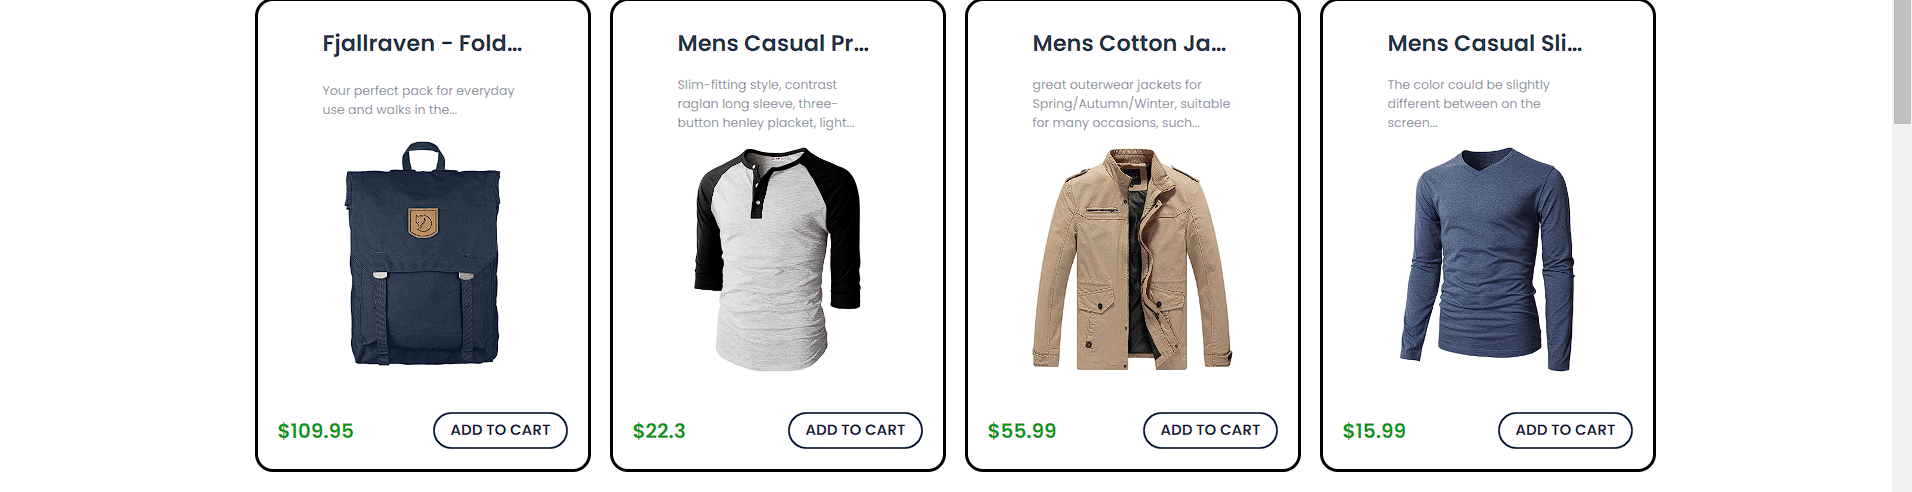 Fjallraven - Fold...
Your perfect pack for everyday
use and walks in the...
$109.95
ADD TO CART
Mens Casual Pr...
Slim-fitting style, contrast
raglan long sleeve, three-
button henley placket, light...
$22.3
ADD TO CART
Mens Cotton Ja...
great outerwear jackets for
Spring/Autumn/Winter, suitable
for many occasions, such...
$55.99
ADD TO CART
Mens Casual Sli...
The color could be slightly
different between on the
screen...
$15.99
ADD TO CART